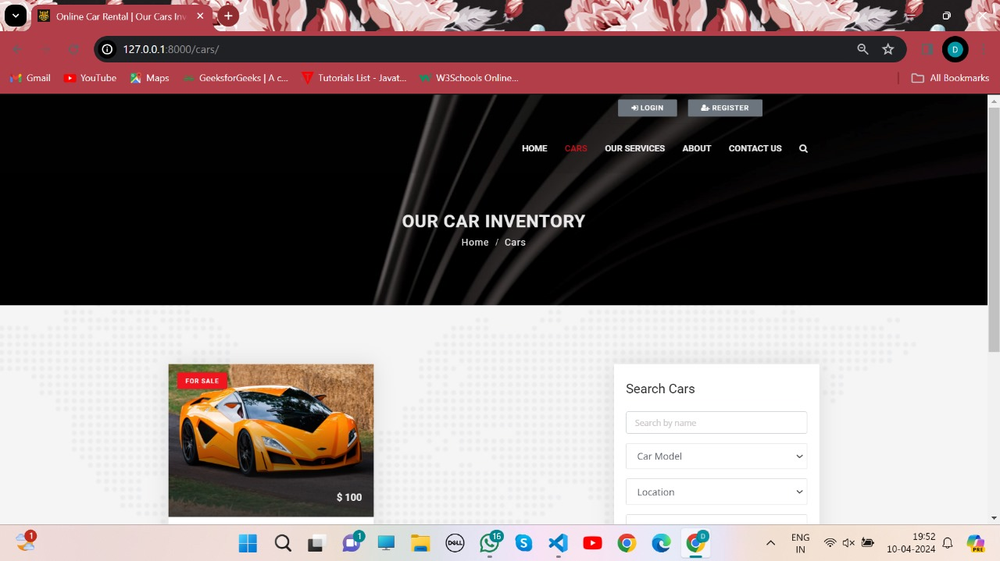 Online Car Rental | Our Cars Inv
127.0.0.1:8000/cars/
D
Gmail
YouTube
Maps
GeeksforGeeks | A c...
Tutorials List - Javat...
W3Schools Online...
All Bookmarks
LOGIN
REGISTER
HOME
CARS
OUR SERVICES
ABOUT
CONTACT US
OUR CAR INVENTORY
Home / Cars
FOR SALE
$ 100
Search Cars
Search by name
Car Model
Location
1
1
DELL
16
D
ENG
IN
19:52
10-04-2024
PRE